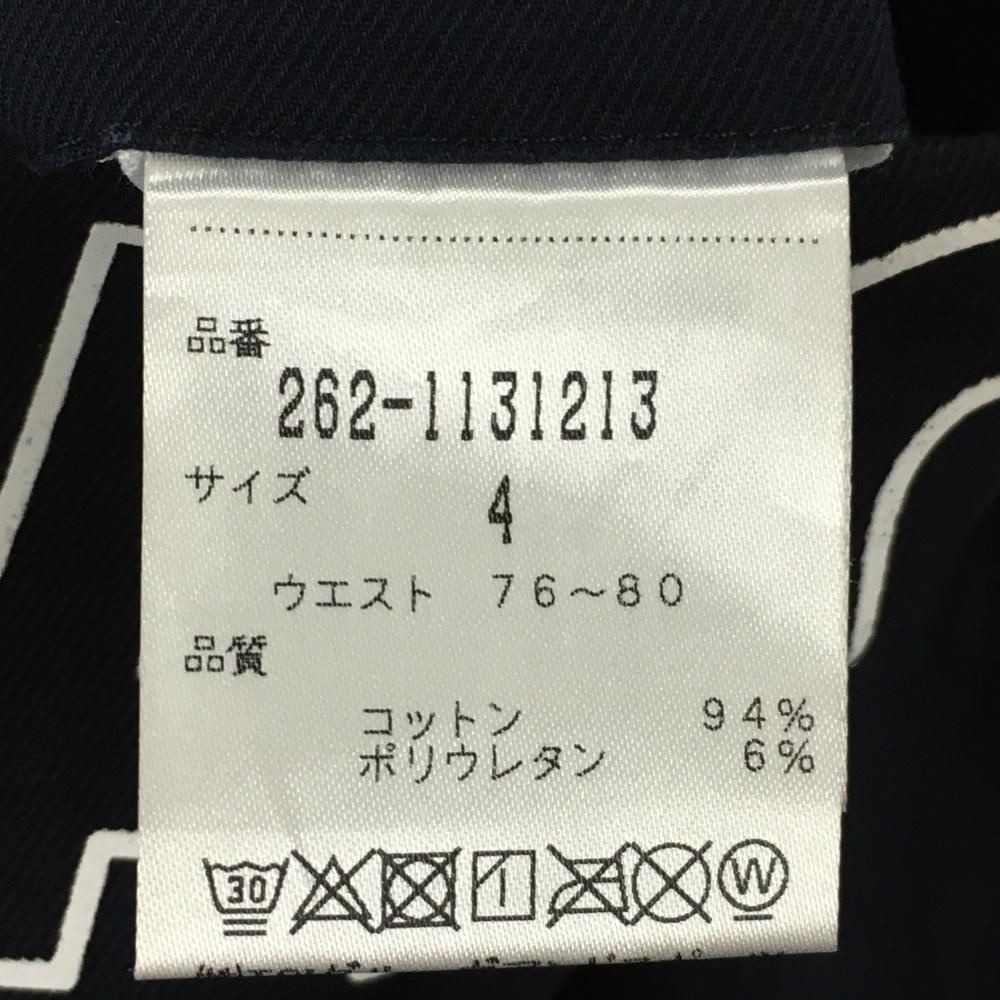 品番
262-1131213
サイズ
4
ウエスト 76~80
品質
コットン 94%
ポリウレタン 6%
30
W